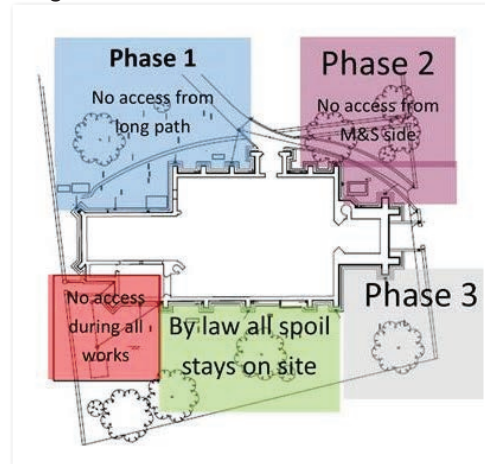 Phase 1
No access from
long path
Phase 2
No access from
M&S side
No access
during all
works
By law all spoil
stays on site
Phase 3